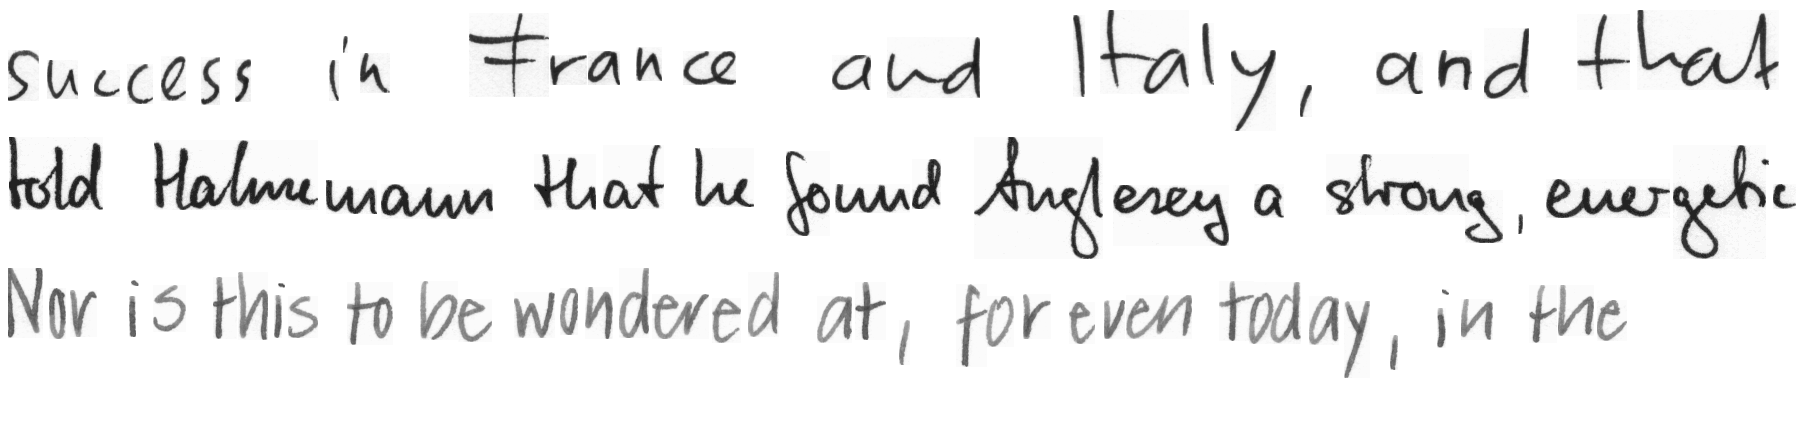 success in France and Italy, and that
told Hahnemann that he found Anglesey a strong, energetic
Nor is this to be wondered at, for even today, in the